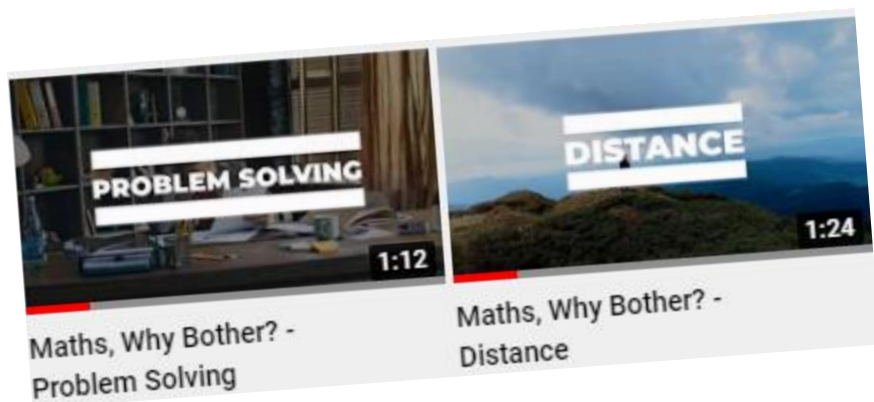 PROBLEM SOLVING
1:12
Maths, Why Bother? -
Problem Solving
DISTANCE
1:24
Maths, Why Bother? -
Distance